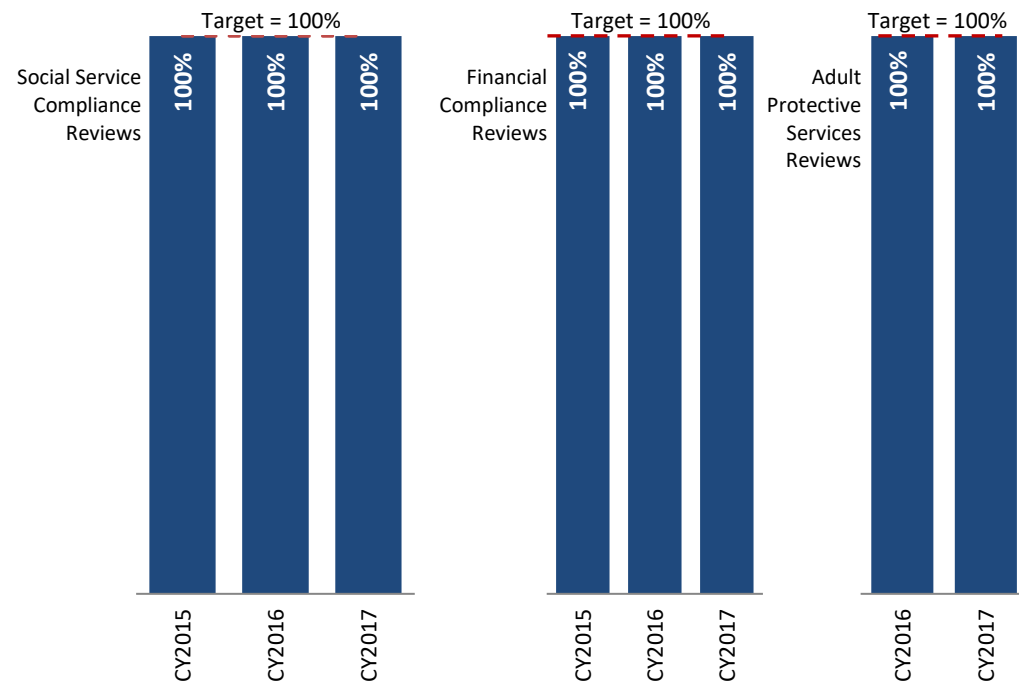 Target = 100%
Social Service
Compliance
Reviews
100%
100%
100%
CY2015
CY2016
CY2017
Target = 100%
Financial
Compliance
Reviews
100%
100%
100%
CY2015
CY2016
CY2017
Target = 100%
Adult
Protective
Services
Reviews
100%
100%
CY2016
CY2017